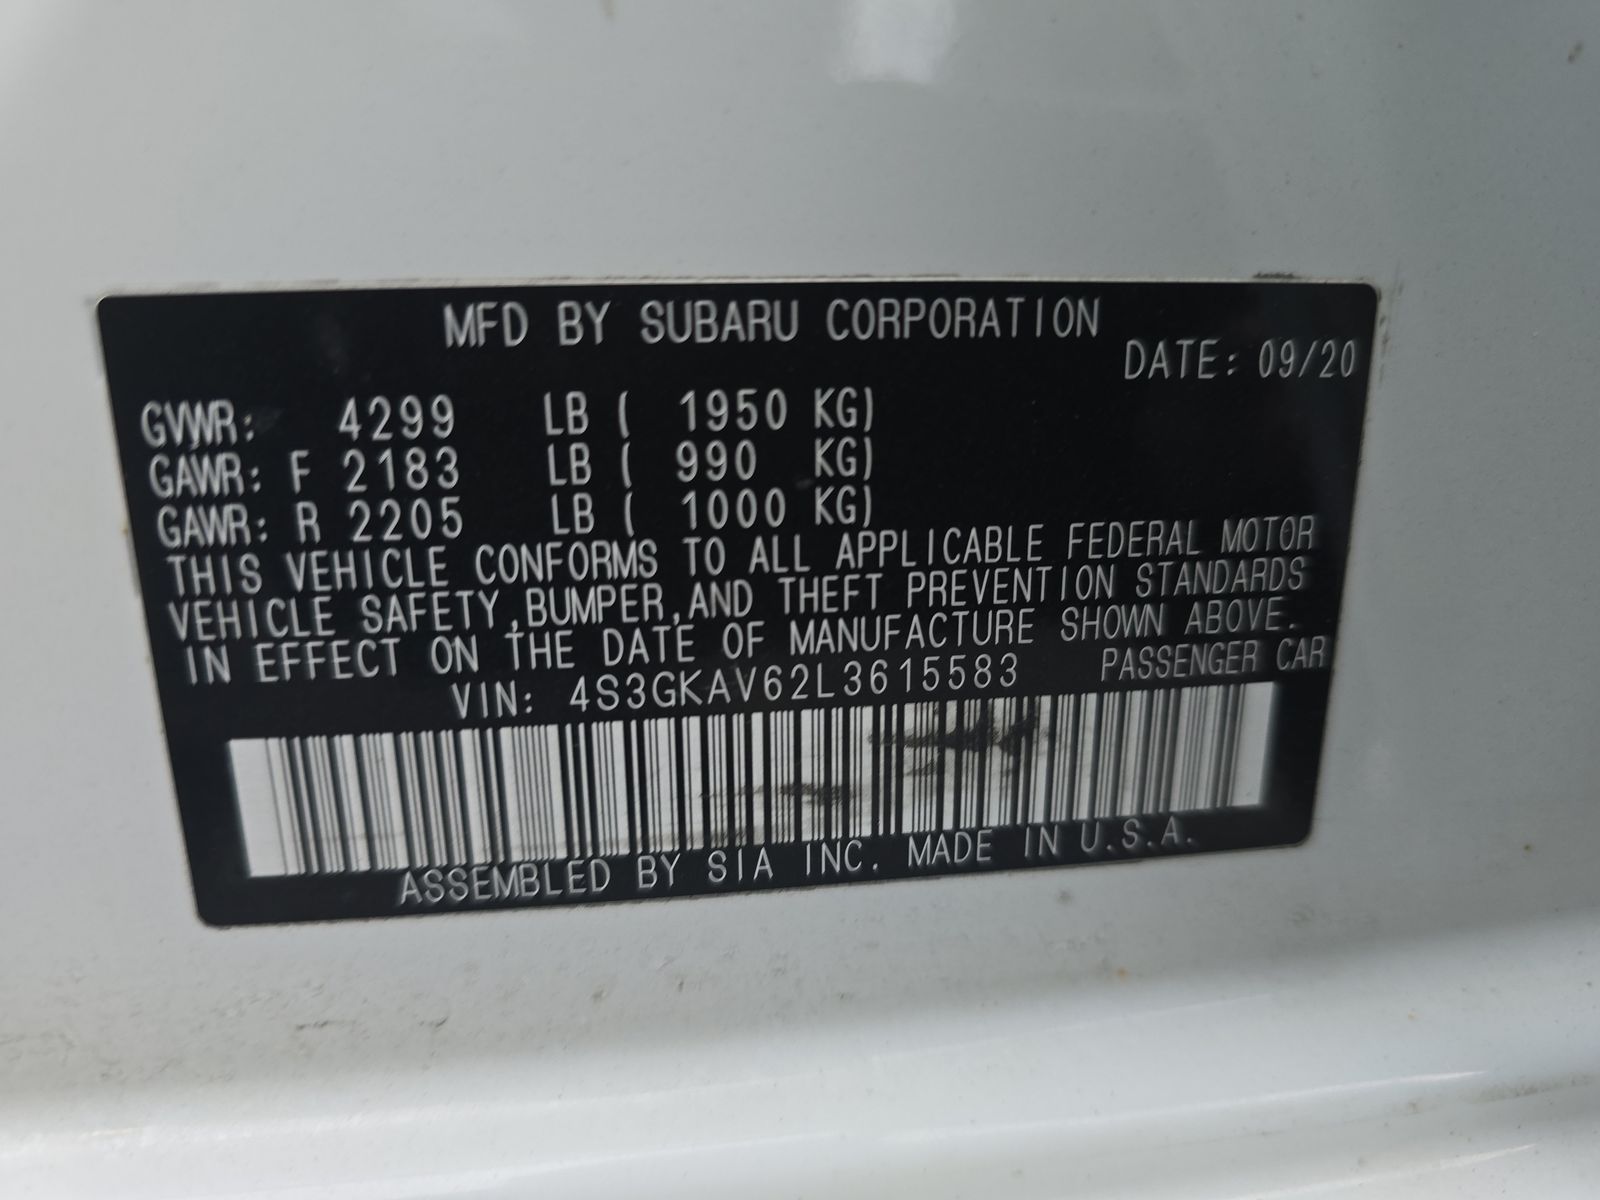 MFD BY SUBARU CORPORATION
DATE: 09/20
GVWR: 4299 LB ( 1950 KG)
GAWR: F 2183 LB ( 990 KG)
GAWR: R 2205 LB ( 1000 KG)
THIS VEHICLE CONFORMS TO ALL APPLICABLE FEDERAL MOTOR
VEHICLE SAFETY,BUMPER,AND THEFT PREVENTION STANDARDS
IN EFFECT ON THE DATE OF MANUFACTURE SHOWN ABOVE.
VIN: 4S3GKAV62L3615583 PASSENGER CAR
ASSEMBLED BY SIA INC. MADE IN U.S.A.